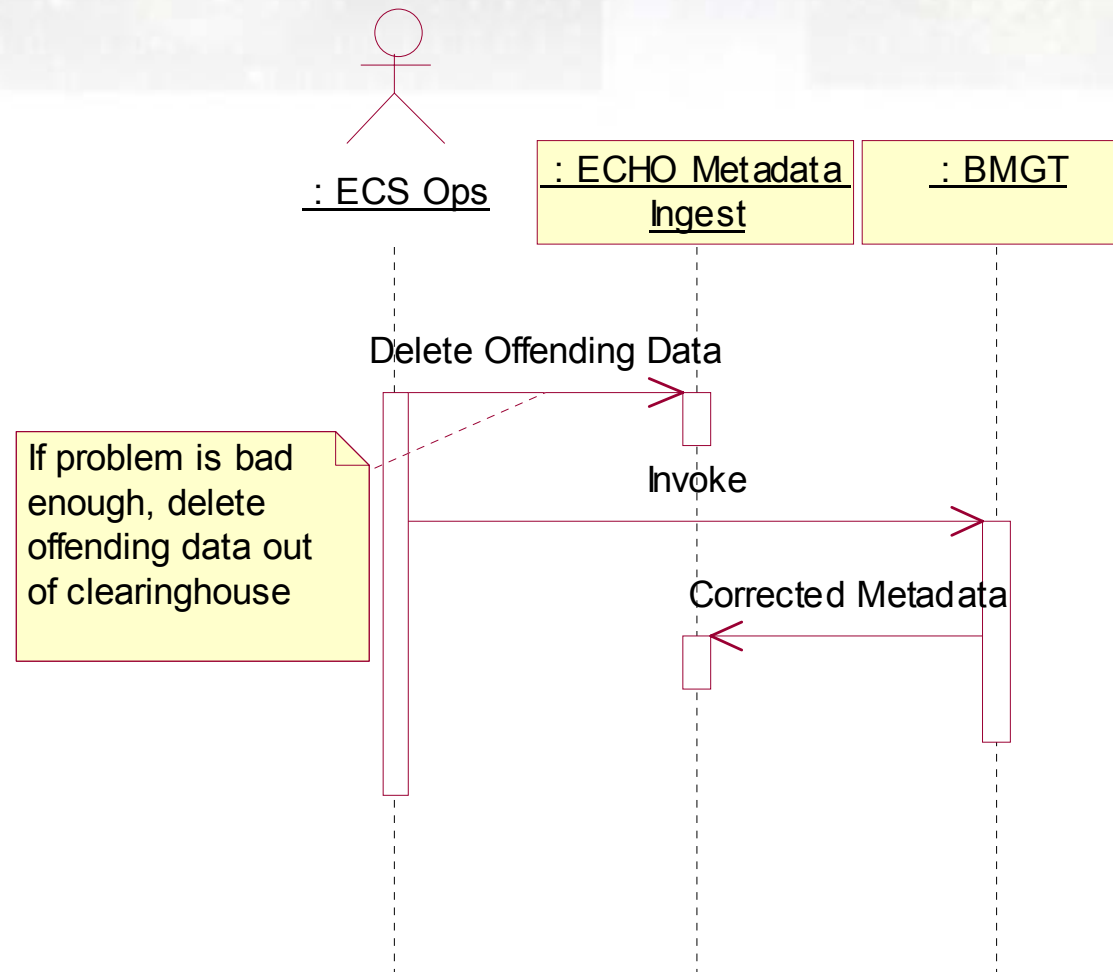 : ECS Ops
: ECHO Metadata
Ingest
: BMGT
Delete Offending Data
If problem is bad
enough, delete
offending data out
of clearinghouse
Invoke
Corrected Metadata